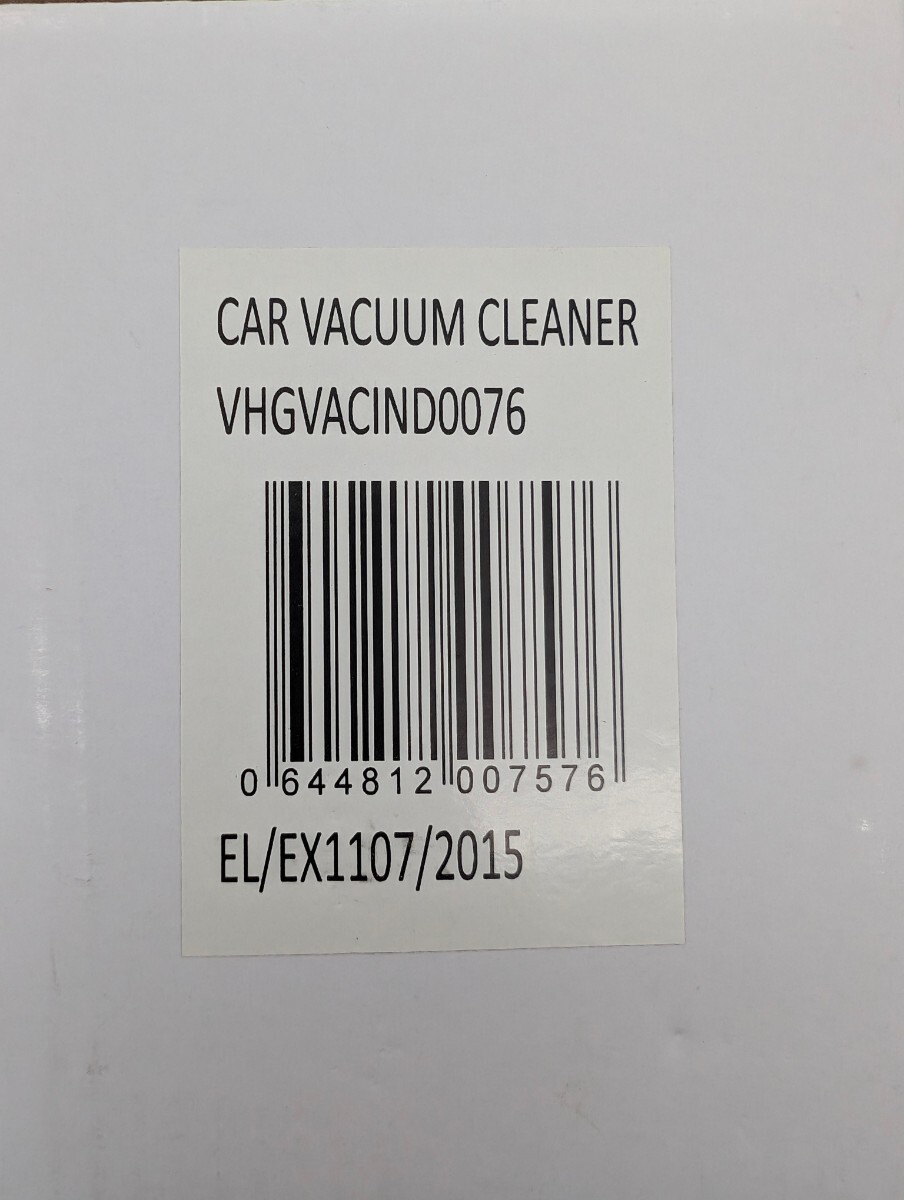 CAR VACUUM CLEANER
VHGVACIND0076
0 644812 007576
EL/EX1107/2015